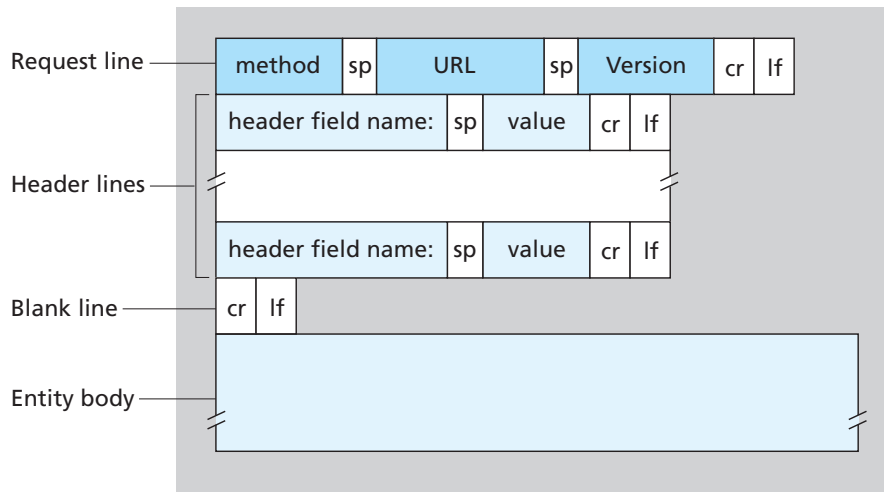 Request line method sp URL sp Version cr lf
header field name: sp value cr lf
Header lines
header field name: sp value cr lf
Blank line cr lf
Entity body